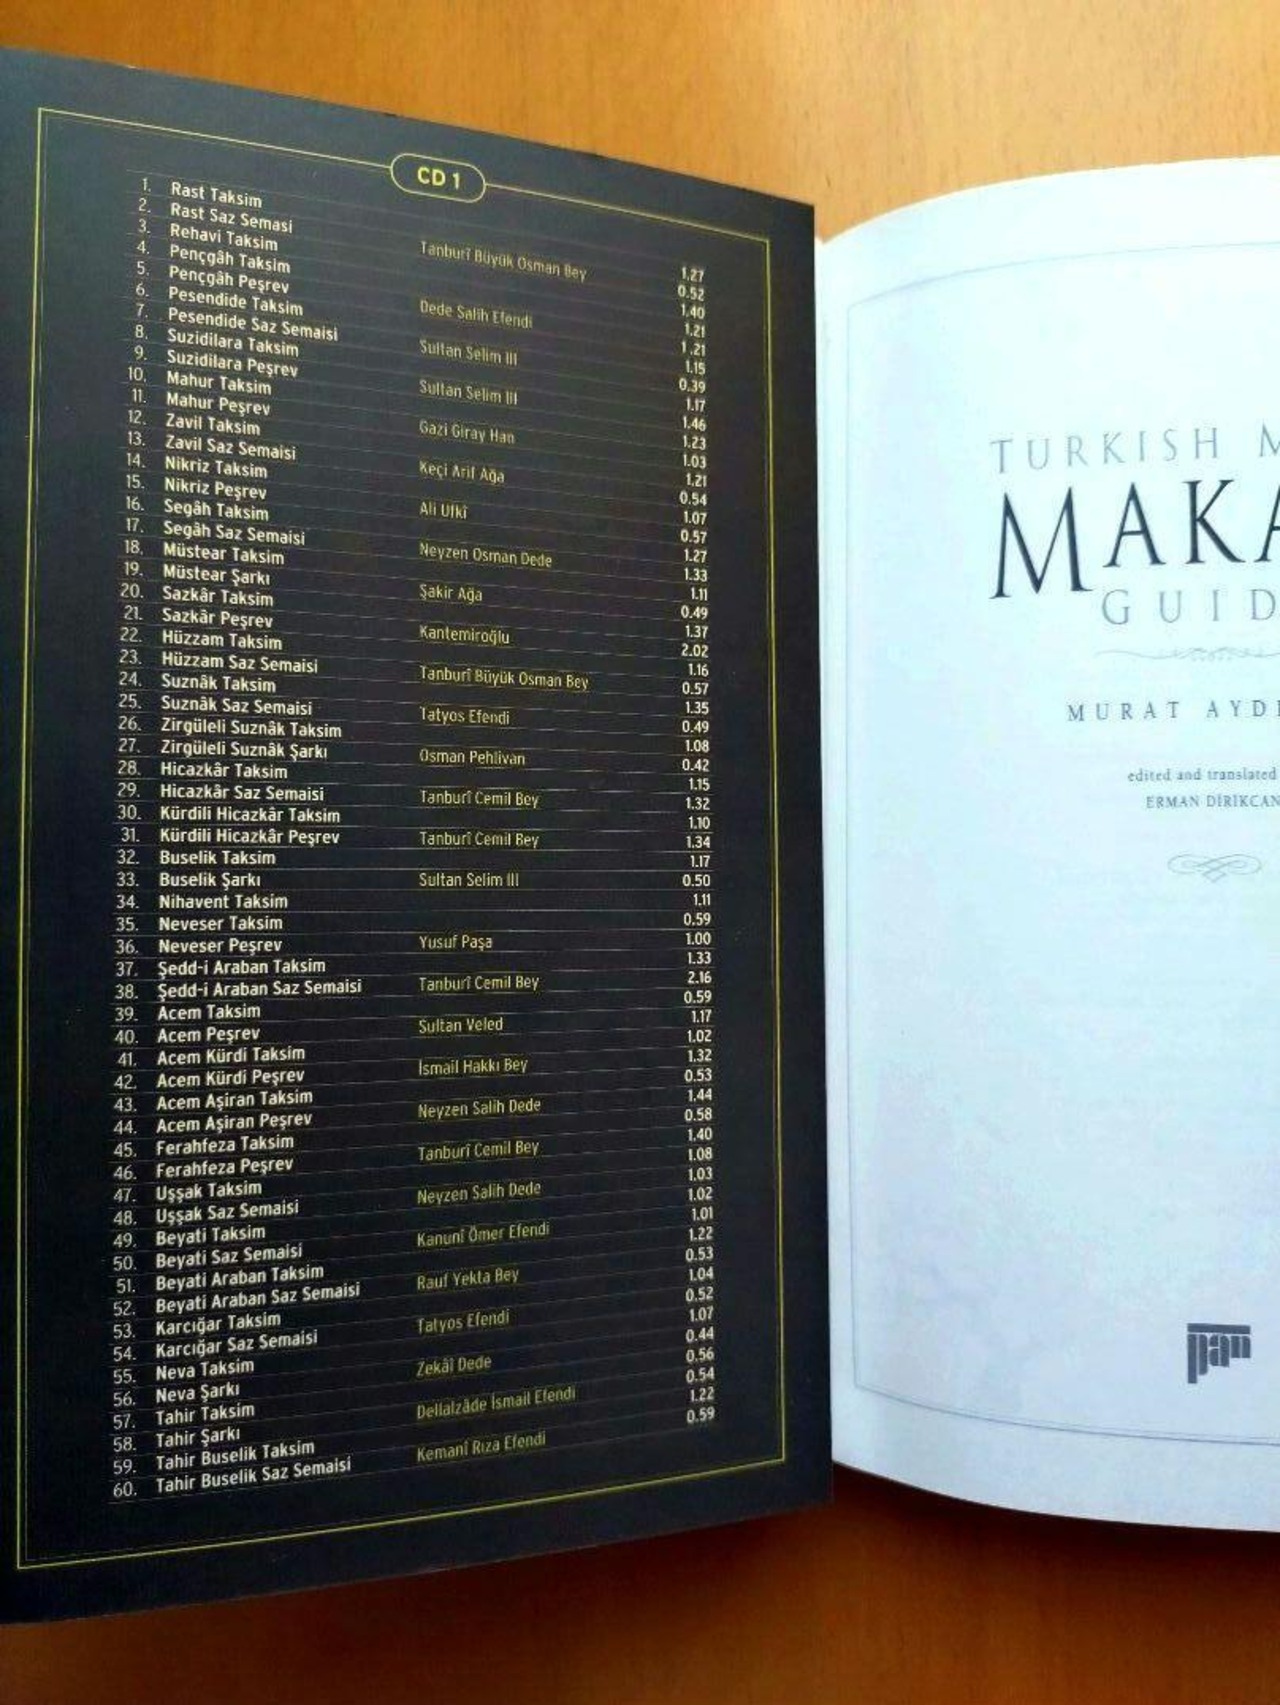 CD 1
1. Rast Taksim 1.27
2. Rast Saz Semasi Tanburî Büyük Osman Bey 0.52
3. Rehavi Taksim 1.40
4. Pençgâh Taksim 1.21
5. Pençgâh Peşrev Dede Salih Efendi 1.21
6. Pesendide Taksim 1.15
7. Pesendide Saz Semaisi Sultan Selim III 0.39
8. Suzidilara Taksim 1.17
9. Suzidilara Peşrev Sultan Selim III 1.46
10. Mahur Taksim 1.23
11. Mahur Peşrev Gazi Giray Han 1.03
12. Zavil Taksim 1.21
13. Zavil Saz Semaisi Keçi Arif Ağa 0.54
14. Nikriz Taksim 1.07
15. Nikriz Peşrev Ali Ufkî 0.57
16. Segâh Taksim 1.27
17. Segâh Saz Semaisi Neyzen Osman Dede 1.33
18. Müstear Taksim 1.11
19. Müstear Şarkı Şakir Ağa 0.49
20. Sazkâr Taksim 1.37
21. Sazkâr Peşrev Kantemiroğlu 2.02
22. Hüzzam Taksim 1.16
23. Hüzzam Saz Semaisi Tanburî Büyük Osman Bey 0.57
24. Suznâk Taksim 1.35
25. Suznâk Saz Semaisi Tatyos Efendi 0.49
26. Zirgüleli Suznâk Taksim 1.08
27. Zirgüleli Suznâk Şarkı Osman Pehlivan 0.42
28. Hicazkâr Taksim 1.15
29. Hicazkâr Saz Semaisi Tanburî Cemil Bey 1.32
30. Kürdili Hicazkâr Taksim 1.10
31. Kürdili Hicazkâr Peşrev Tanburî Cemil Bey 1.34
32. Buselik Taksim 1.17
33. Buselik Şarkı Sultan Selim III 0.50
34. Nihavent Taksim 1.11
35. Neveser Taksim 0.59
36. Neveser Peşrev Yusuf Paşa 1.00
37. Şedd-i Araban Taksim 1.33
38. Şedd-i Araban Saz Semaisi Tanburî Cemil Bey 2.16
39. Acem Taksim 0.59
40. Acem Peşrev Sultan Veled 1.17
41. Acem Kürdi Taksim 1.02
42. Acem Kürdi Peşrev İsmail Hakkı Bey 1.32
43. Acem Aşiran Taksim 0.53
44. Acem Aşiran Peşrev Neyzen Salih Dede 1.44
45. Ferahfeza Taksim 0.58
46. Ferahfeza Peşrev Tanburî Cemil Bey 1.40
47. Uşşak Taksim 1.08
48. Uşşak Saz Semaisi Neyzen Salih Dede 1.03
49. Beyati Taksim 1.02
50. Beyati Saz Semaisi Kanunî Ömer Efendi 1.01
51. Beyati Araban Taksim 1.22
52. Beyati Araban Saz Semaisi Rauf Yekta Bey 0.53
53. Karcığar Taksim 1.04
54. Karcığar Saz Semaisi Tatyos Efendi 0.52
55. Neva Taksim 1.07
56. Neva Şarkı Zekâî Dede 0.44
57. Tahir Taksim 0.56
58. Tahir Şarkı Dellalzâde İsmail Efendi 0.54
59. Tahir Buselik Taksim 1.22
60. Tahir Buselik Saz Semaisi Kemanî Rıza Efendi 0.59
TURKISH M
MAKA
GUID
MURAT AYD
edited and translated
ERMAN DİRİKCAN
pan